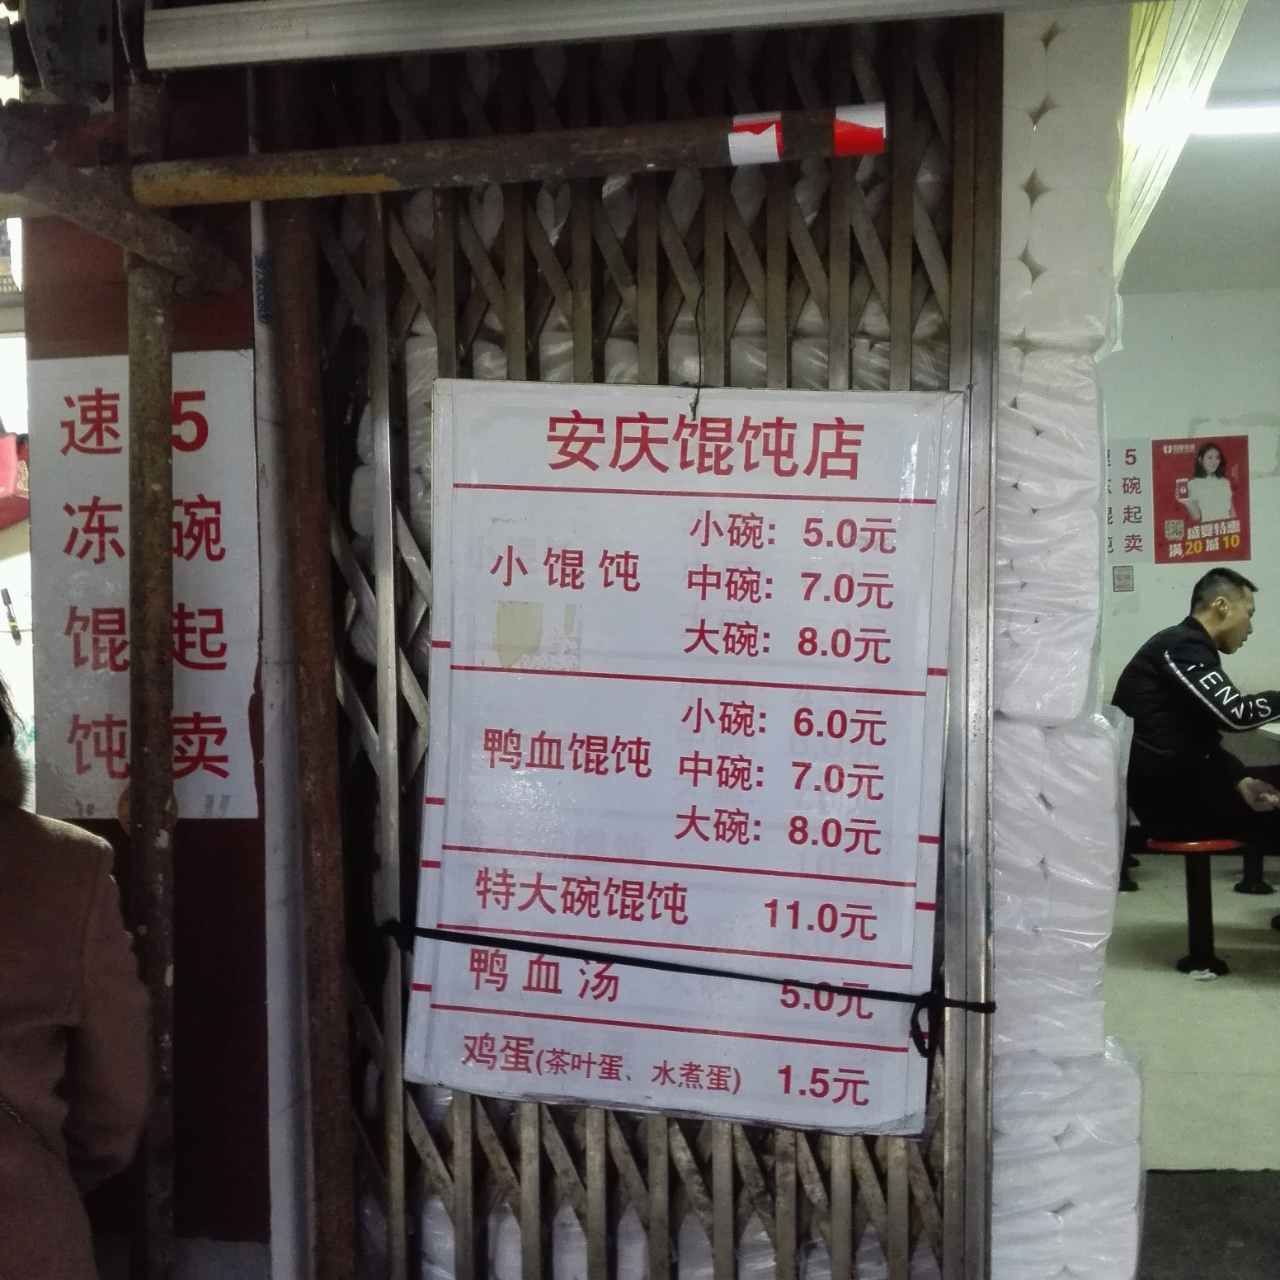 速冻馄饨
5碗起卖
安庆馄饨店
小馄饨
小碗: 5.0元
中碗: 7.0元
大碗: 8.0元
鸭血馄饨
小碗: 6.0元
中碗: 7.0元
大碗: 8.0元
特大碗馄饨 11.0元
鸭血汤 5.0元
鸡蛋(茶叶蛋、水煮蛋) 1.5元
5碗起卖
盛夏特惠
满20减10